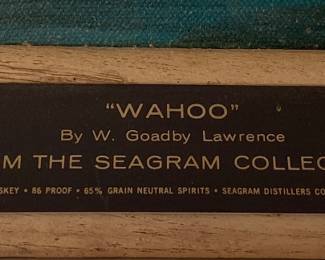 "WAHOO"
By W. Goadby Lawrence
M THE SEAGRAM COLLEC
SKEY • 86 PROOF • 65% GRAIN NEUTRAL SPIRITS • SEAGRAM DISTILLERS CO